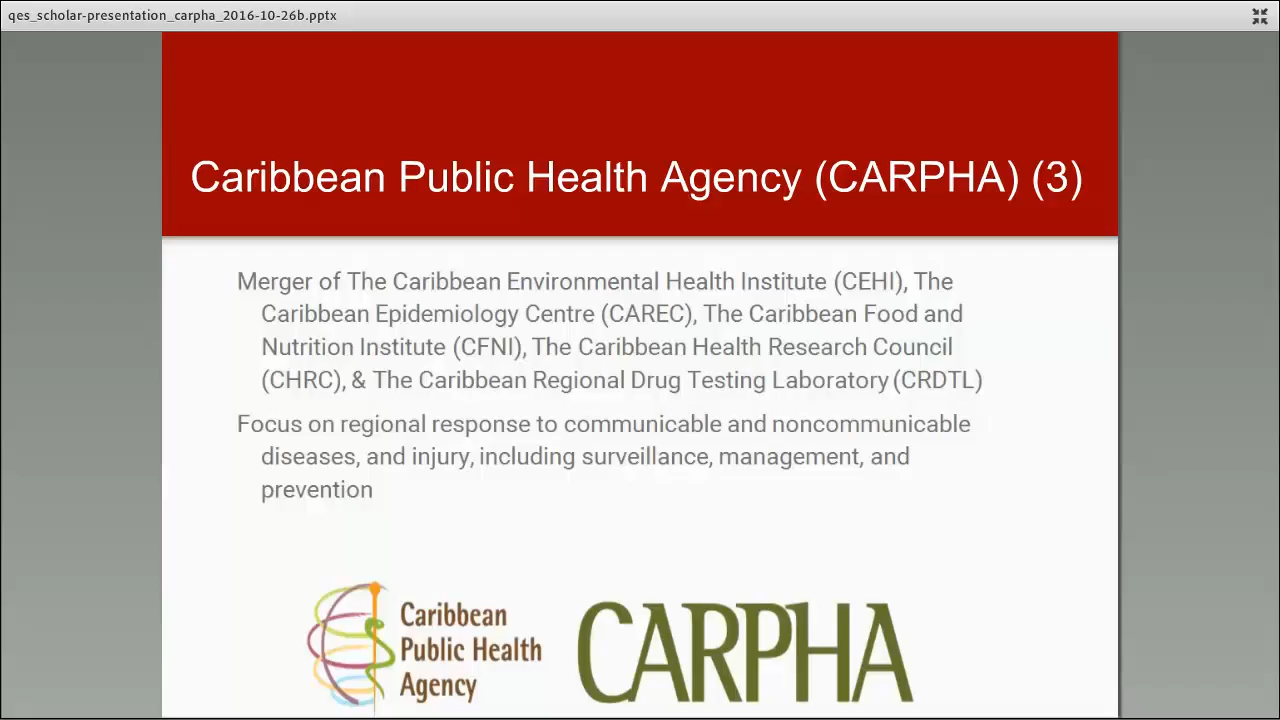 qes_scholar-presentation_carpha_2016-10-26b.pptx
Caribbean Public Health Agency (CARPHA) (3)
Merger of The Caribbean Environmental Health Institute (CEHI), The
Caribbean Epidemiology Centre (CAREC), The Caribbean Food and
Nutrition Institute (CFNI), The Caribbean Health Research Council
(CHRC), & The Caribbean Regional Drug Testing Laboratory (CRDTL)
Focus on regional response to communicable and noncommunicable
diseases, and injury, including surveillance, management, and
prevention
Caribbean
Public Health
Agency
CARPHA